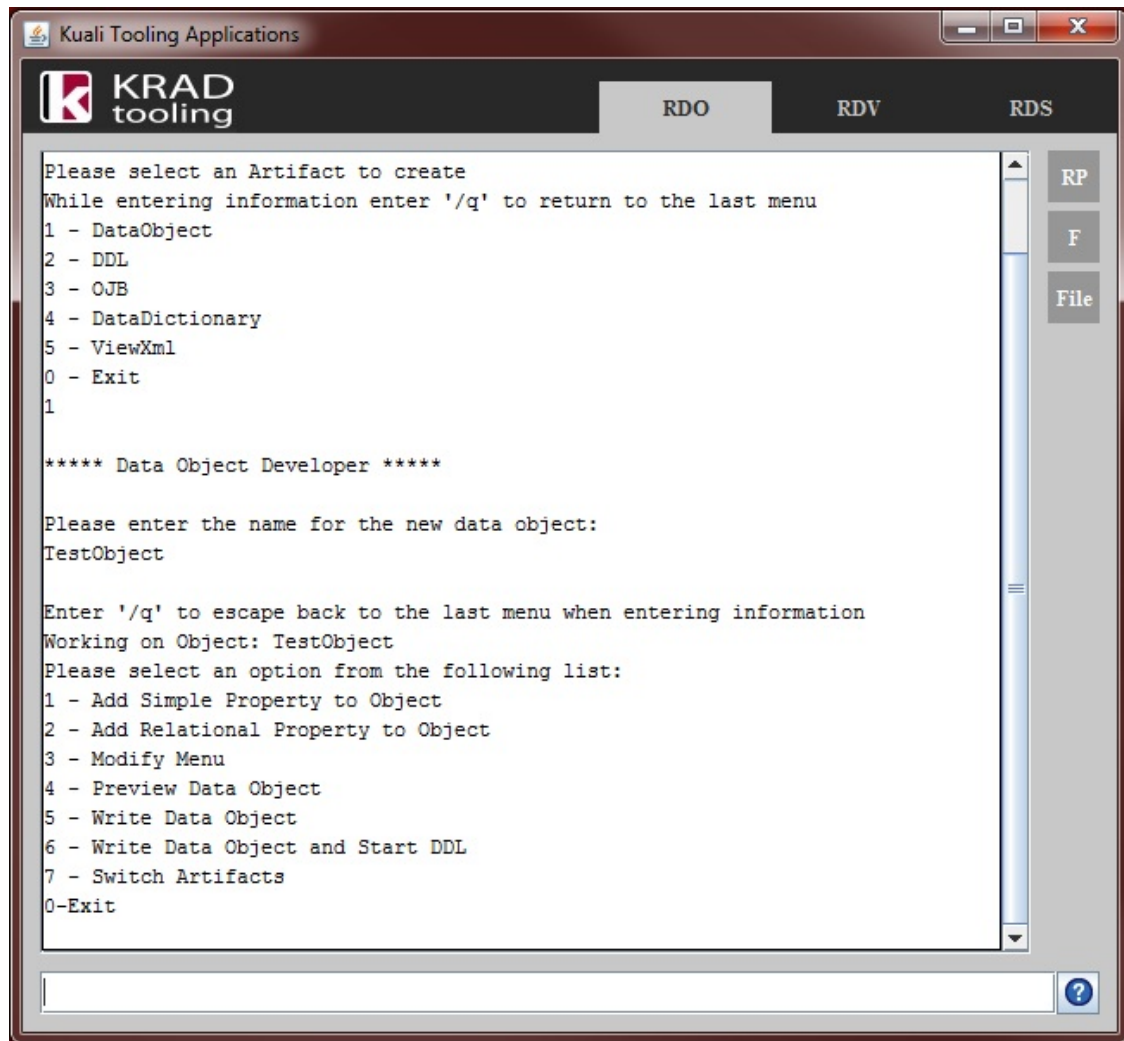 Kuali Tooling Applications
KRAD
tooling
RDO RDV RDS
Please select an Artifact to create
While entering information enter '/q' to return to the last menu
1 - DataObject
2 - DDL
3 - OJB
4 - DataDictionary
5 - ViewXml
0 - Exit
1
***** Data Object Developer *****
Please enter the name for the new data object:
TestObject
Enter '/q' to escape back to the last menu when entering information
Working on Object: TestObject
Please select an option from the following list:
1 - Add Simple Property to Object
2 - Add Relational Property to Object
3 - Modify Menu
4 - Preview Data Object
5 - Write Data Object
6 - Write Data Object and Start DDL
7 - Switch Artifacts
0-Exit
RP
F
File